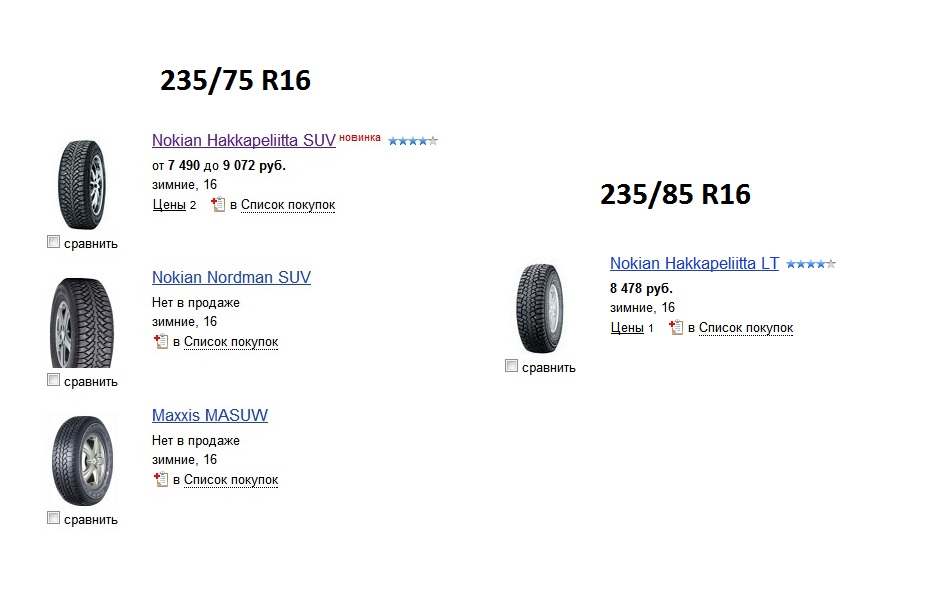 235/75 R16
Nokian Hakkapeliitta SUV новинка
от 7 490 до 9 072 руб.
зимние, 16
Цены 2 в Список покупок
сравнить
Nokian Nordman SUV
Нет в продаже
зимние, 16
в Список покупок
сравнить
Maxxis MASUW
Нет в продаже
зимние, 16
в Список покупок
сравнить
235/85 R16
Nokian Hakkapeliitta LT
8 478 руб.
зимние, 16
Цены 1 в Список покупок
сравнить